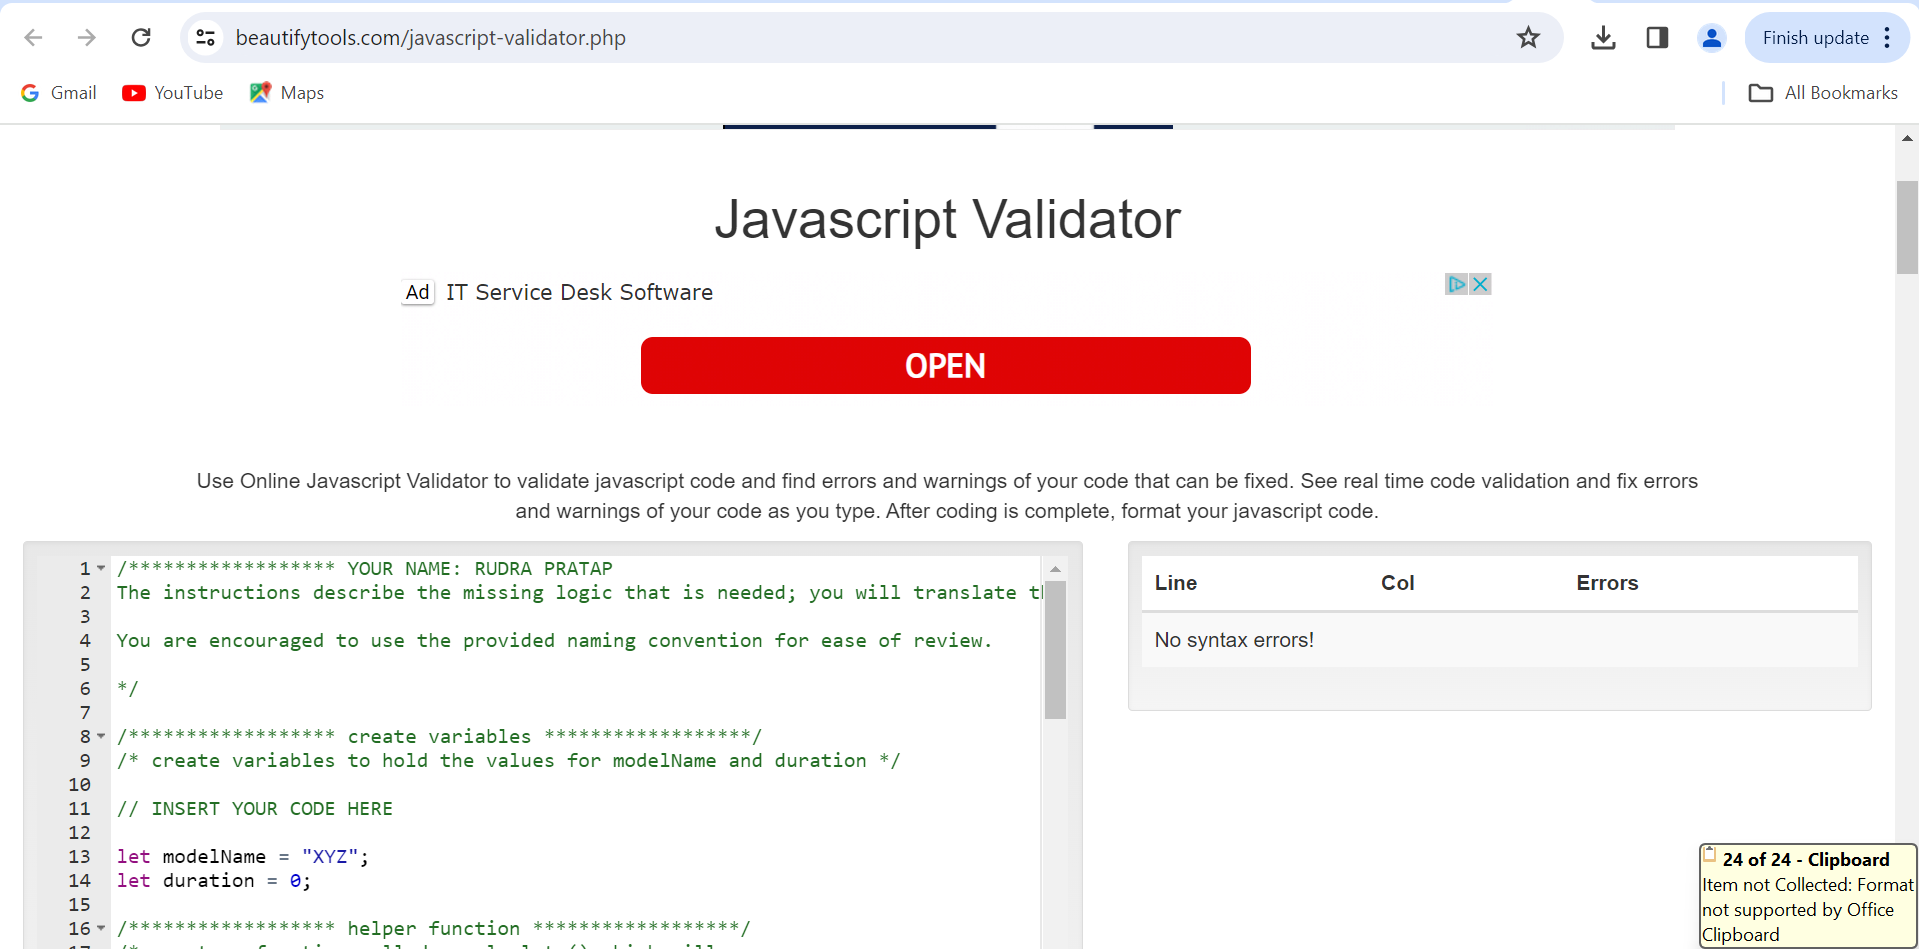 beautifytools.com/javascript-validator.php
Finish update
Gmail
YouTube
Maps
All Bookmarks
Javascript Validator
Ad
IT Service Desk Software
OPEN
Use Online Javascript Validator to validate javascript code and find errors and warnings of your code that can be fixed. See real time code validation and fix errors
and warnings of your code as you type. After coding is complete, format your javascript code.
1 /****************** YOUR NAME: RUDRA PRATAP
2 The instructions describe the missing logic that is needed; you will translate
3
4 You are encouraged to use the provided naming convention for ease of review.
5
6 */
7
8 /****************** create variables ******************/
9 /* create variables to hold the values for modelName and duration */
10
11 // INSERT YOUR CODE HERE
12
13 let modelName = "XYZ";
14 let duration = 0;
15
16 /****************** helper function ******************/
Line Col Errors
No syntax errors!
24 of 24 - Clipboard
Item not Collected: Format
not supported by Office
Clipboard